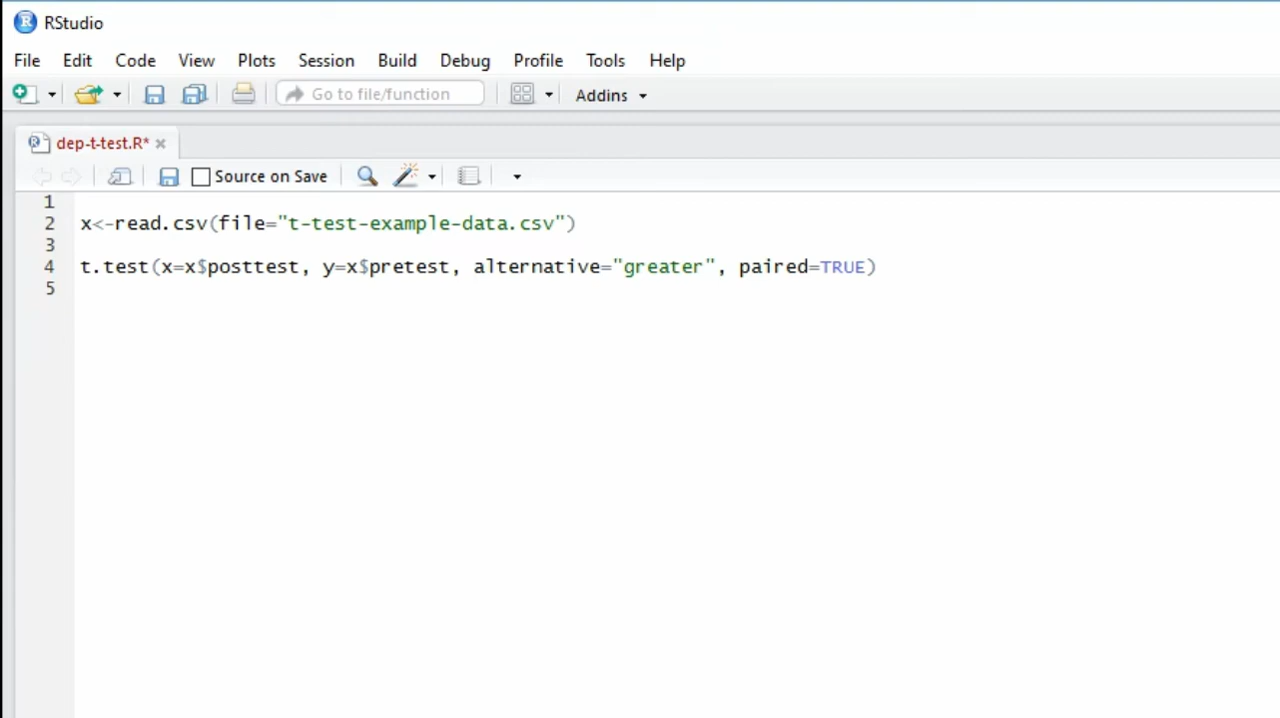 RStudio
File Edit Code View Plots Session Build Debug Profile Tools Help
Go to file/function Addins
dep-t-test.R*
Source on Save
1
2 x<-read.csv(file="t-test-example-data.csv")
3
4 t.test(x=x$posttest, y=x$pretest, alternative="greater", paired=TRUE)
5